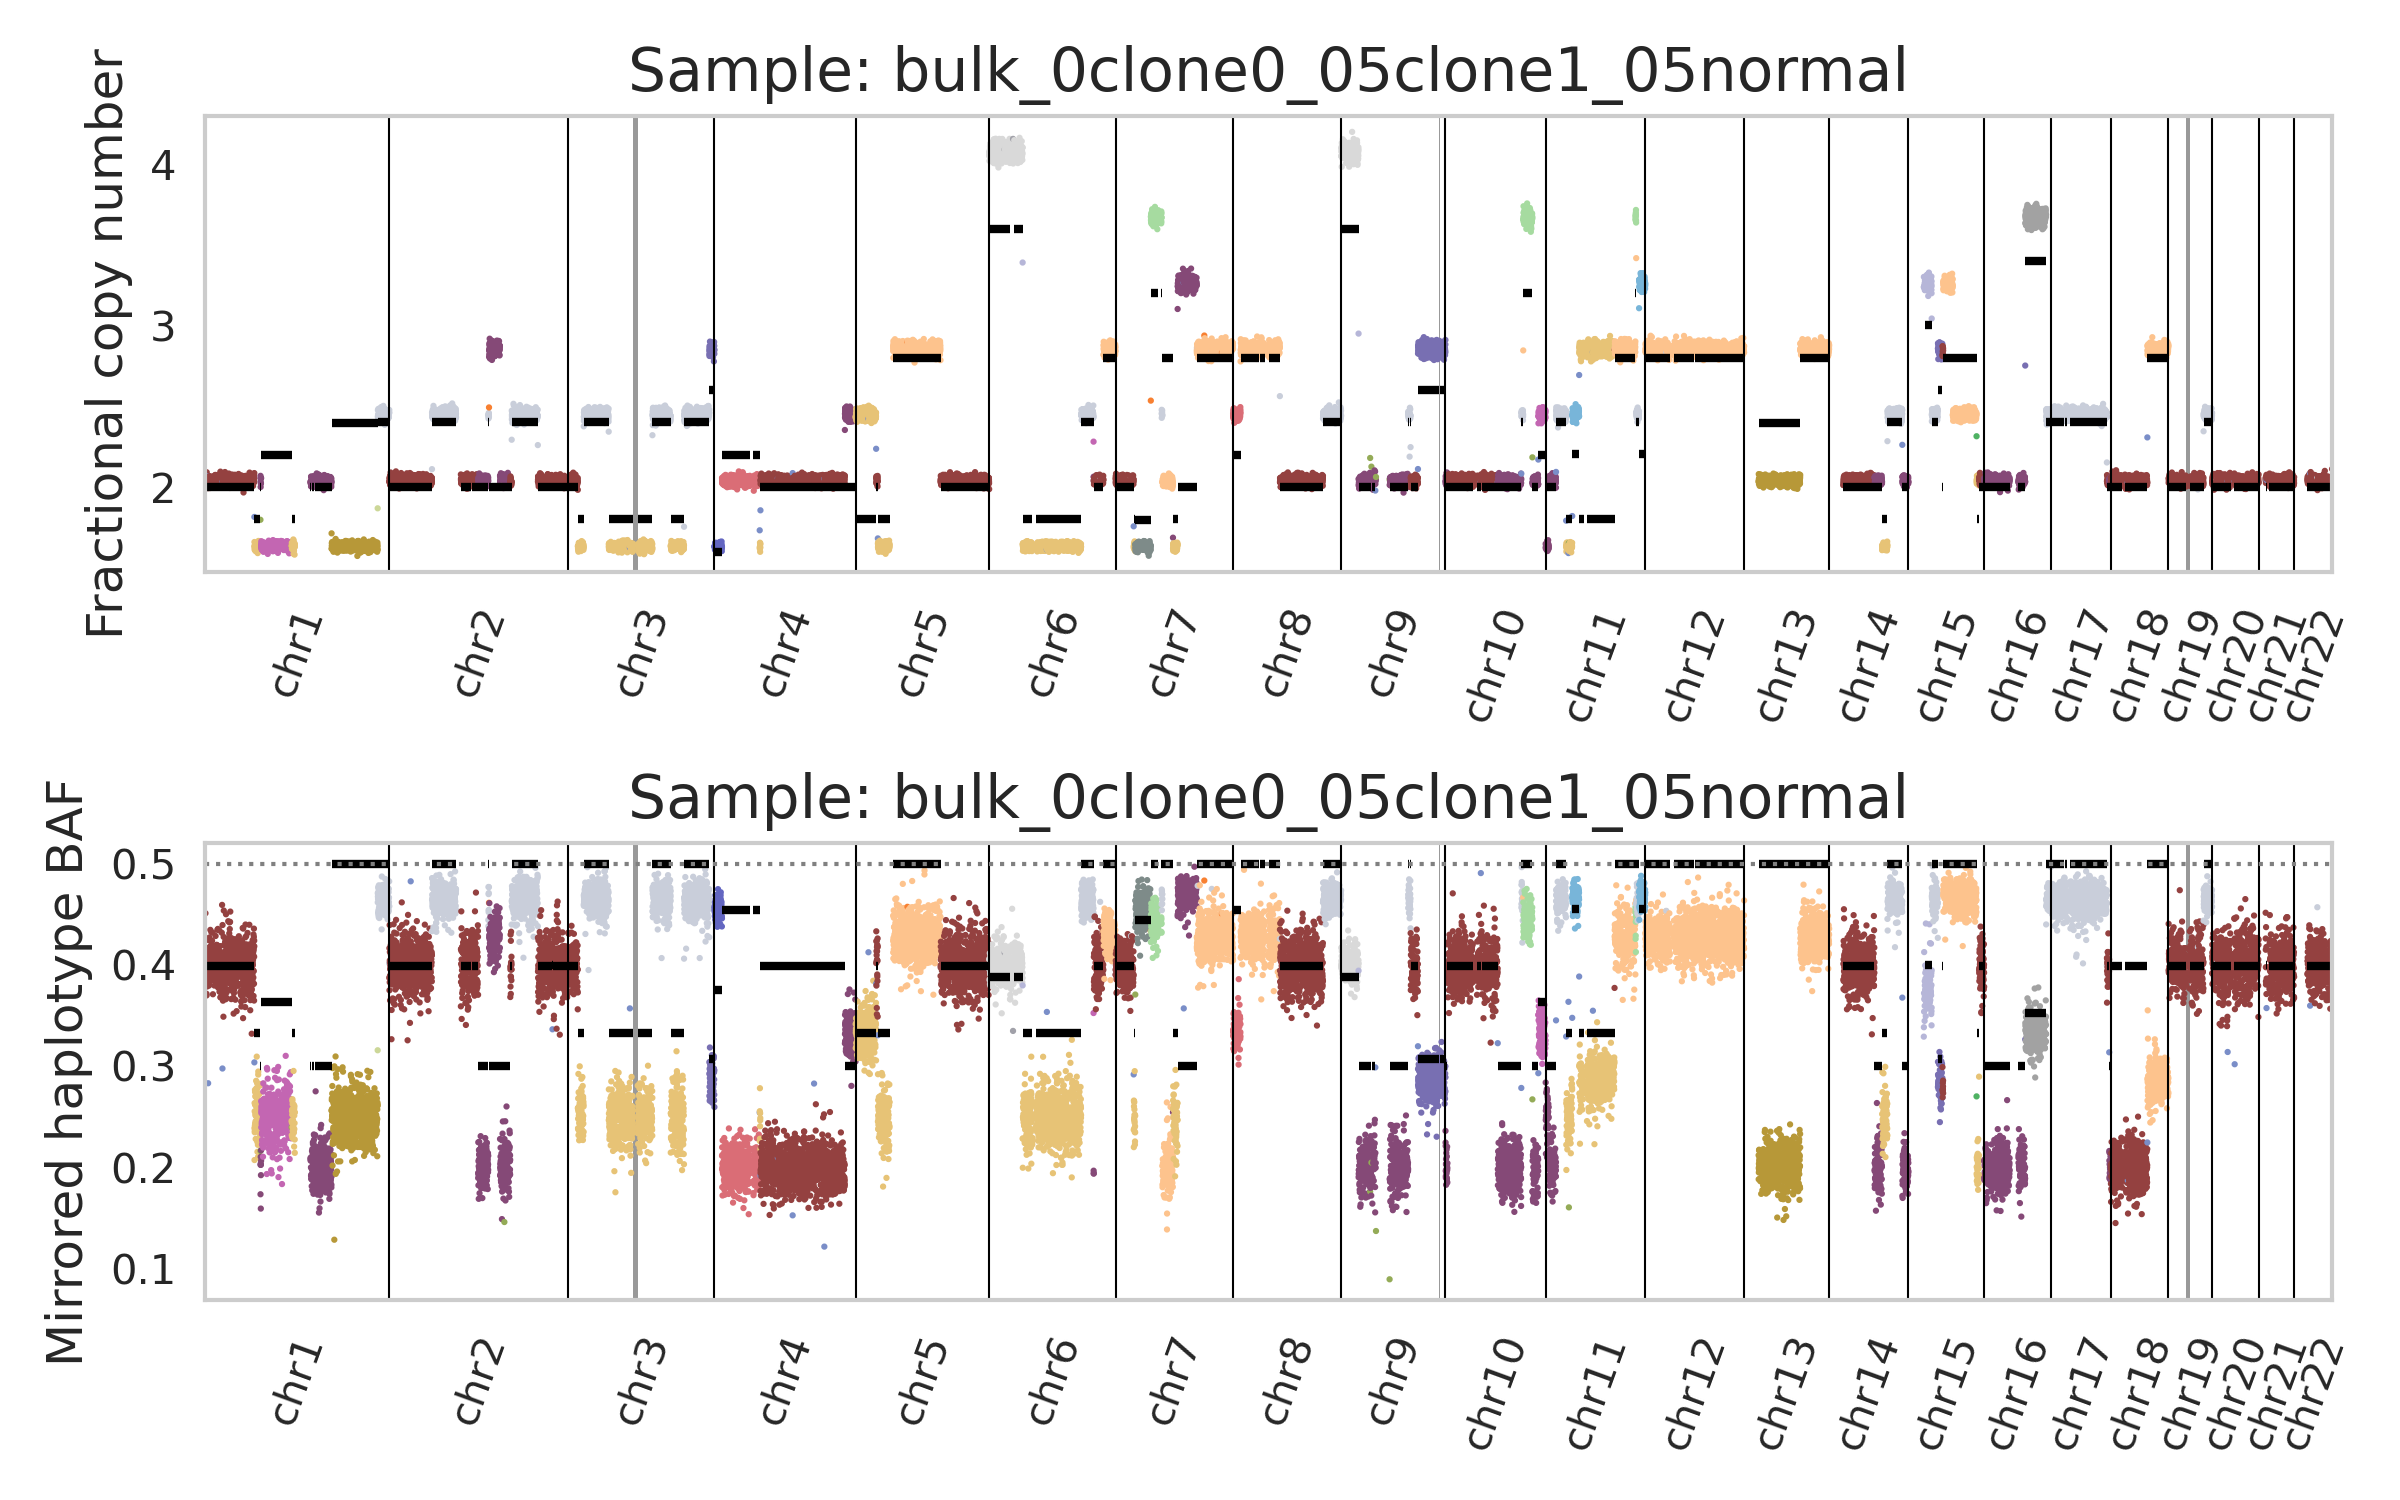 Sample: bulk_0clone0_05clone1_05normal
Fractional copy number
4
3
2
chr1 chr2 chr3 chr4 chr5 chr6 chr7 chr8 chr9 chr10 chr11 chr12 chr13 chr14 chr15 chr16 chr17 chr18 chr19 chr20 chr21 chr22
Sample: bulk_0clone0_05clone1_05normal
Mirrored haplotype BAF
0.5
0.4
0.3
0.2
0.1
chr1 chr2 chr3 chr4 chr5 chr6 chr7 chr8 chr9 chr10 chr11 chr12 chr13 chr14 chr15 chr16 chr17 chr18 chr19 chr20 chr21 chr22